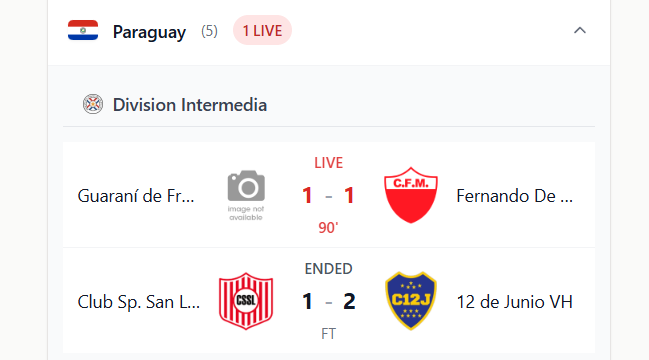 Paraguay (5) 1 LIVE
Division Intermedia
LIVE
Guaraní de Fr... image not available 1 - 1 C.F.M. Fernando De ...
90'
ENDED
Club Sp. San L... CSSL 1 - 2 C12J 12 de Junio VH
FT